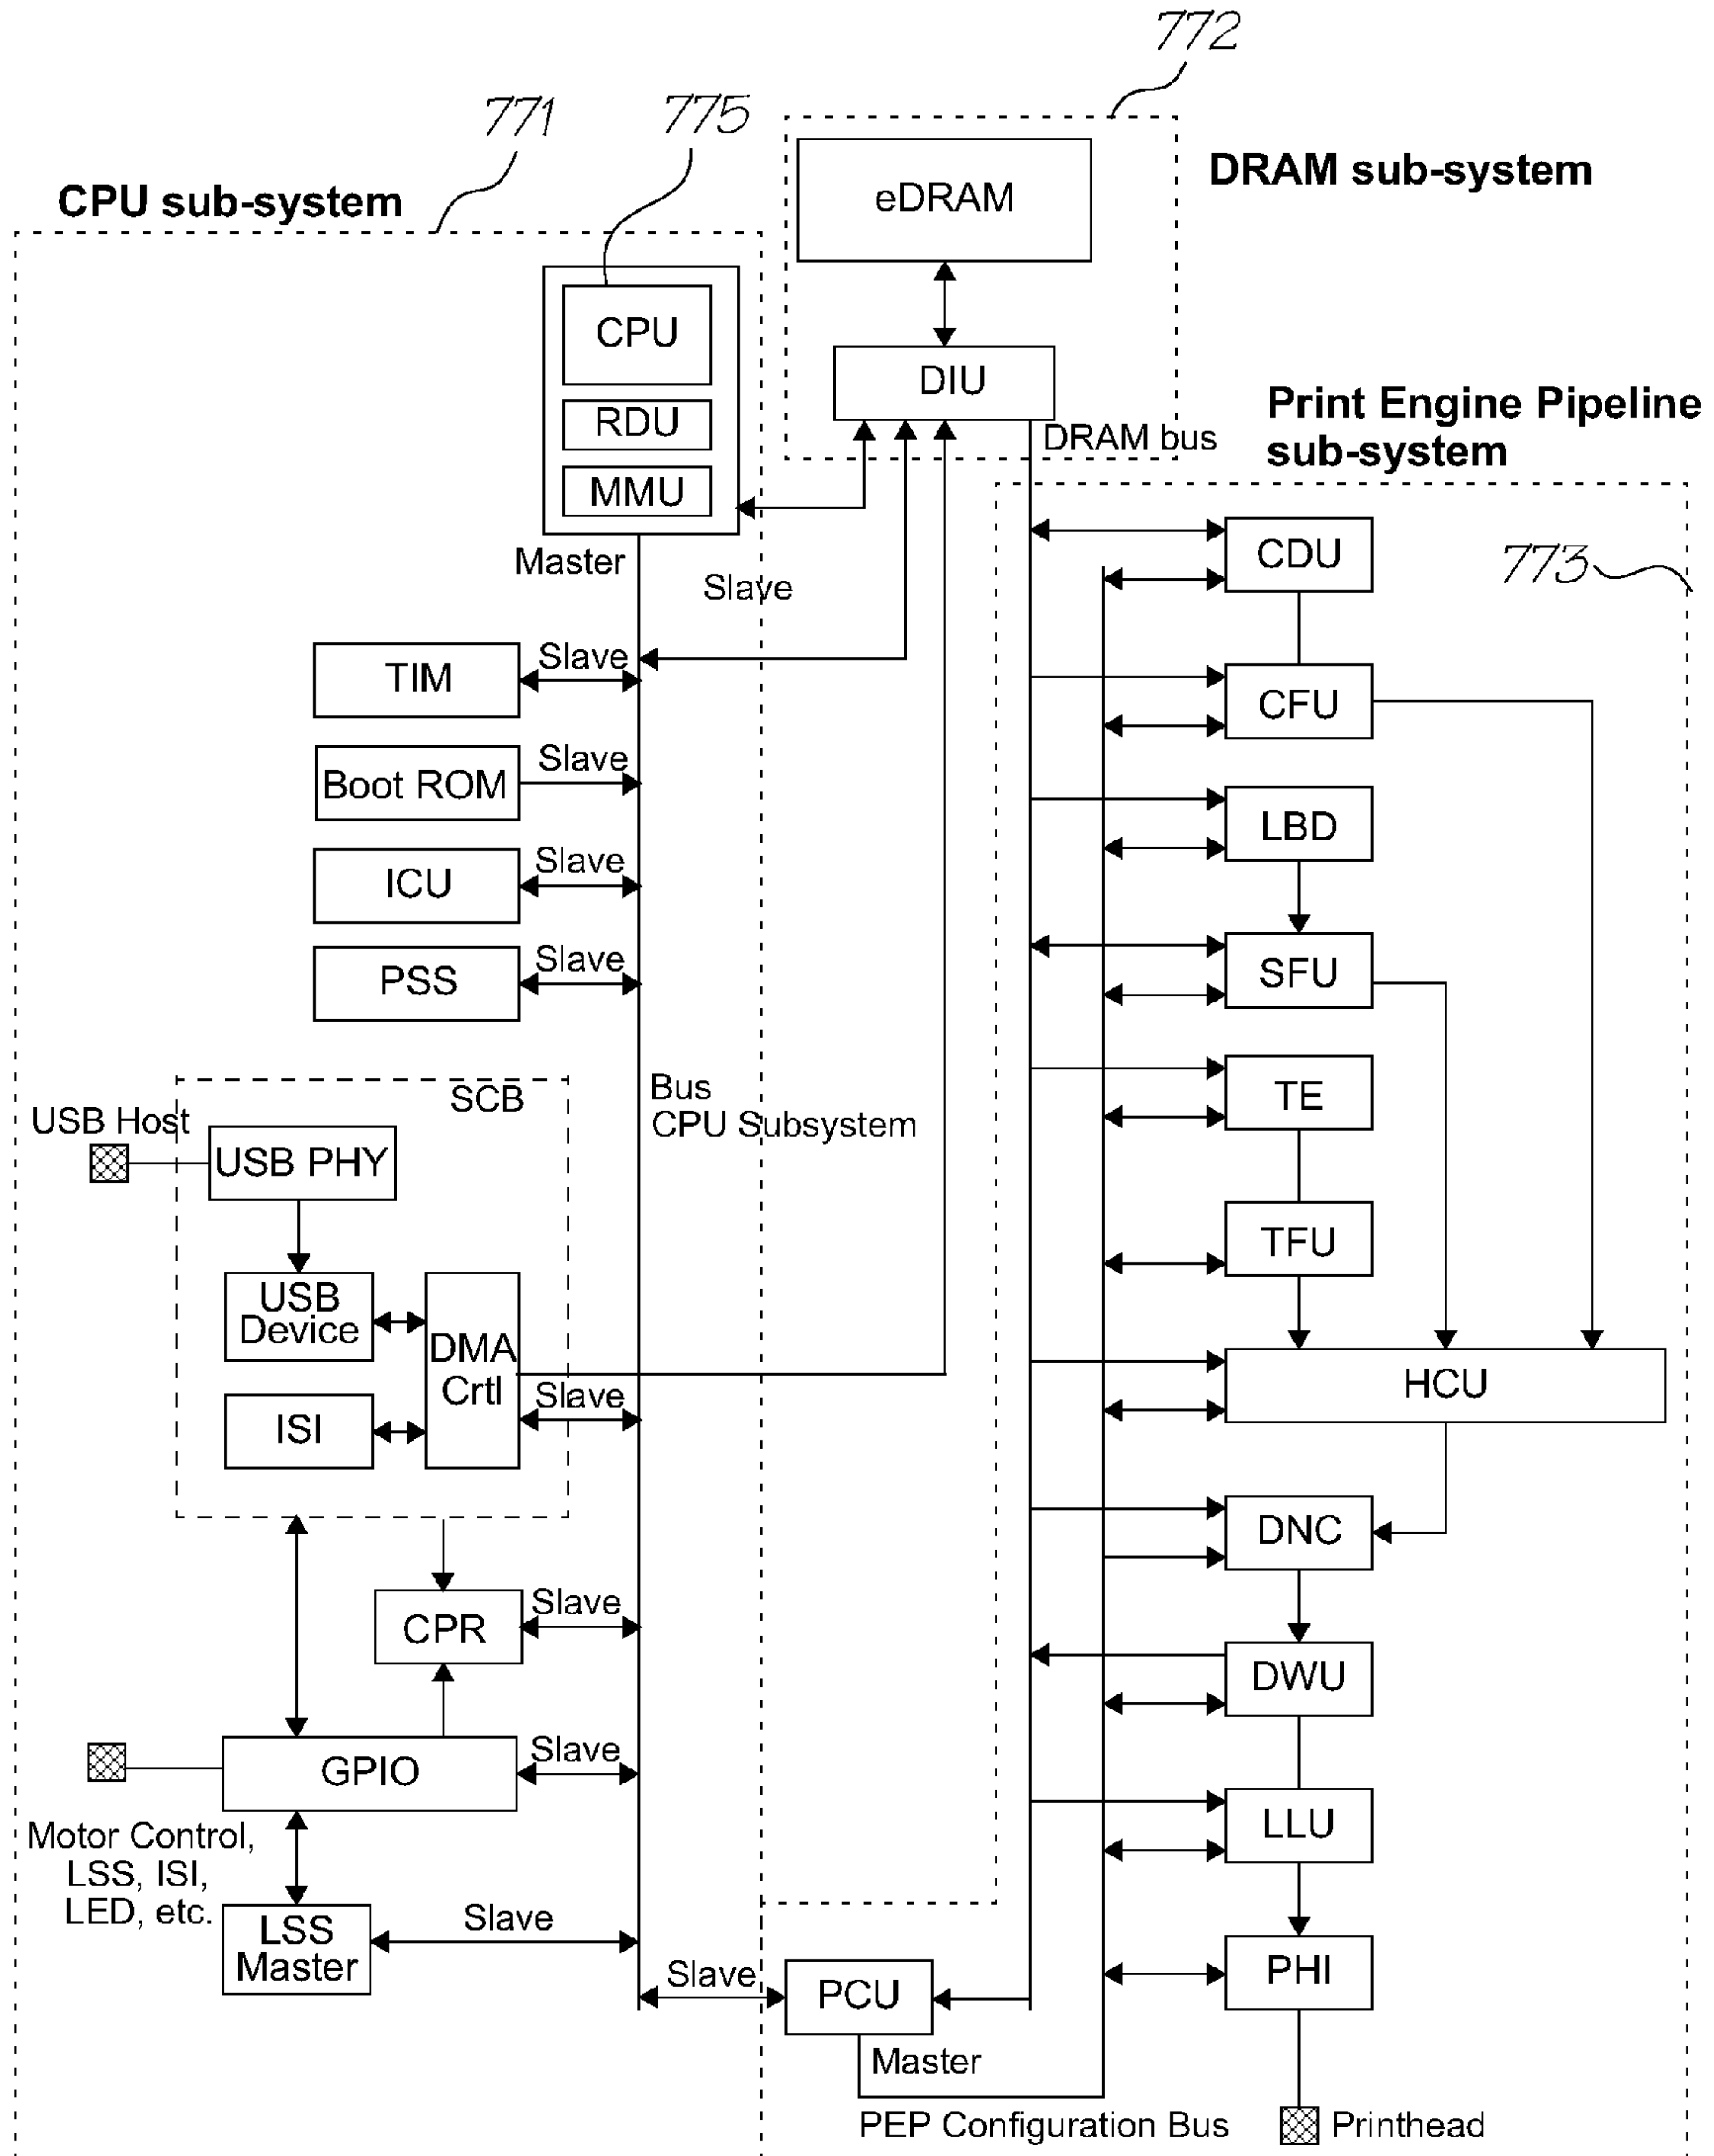 772
771
775
DRAM sub-system
CPU sub-system
eDRAM
CPU
DIU
Print Engine Pipeline
sub-system
RDU
DRAM bus
MMU
Master
Slave
CDU
773
TIM
Slave
CFU
Boot ROM
Slave
LBD
ICU
Slave
PSS
Slave
SFU
SCB
Bus
CPU Subsystem
TE
USB Host
USB PHY
TFU
USB
Device
DMA
Crtl
Slave
HCU
ISI
DNC
CPR
Slave
DWU
GPIO
Slave
Motor Control,
LSS, ISI,
LED, etc.
LLU
LSS
Master
Slave
Slave
PCU
PHI
Master
PEP Configuration Bus
Printhead